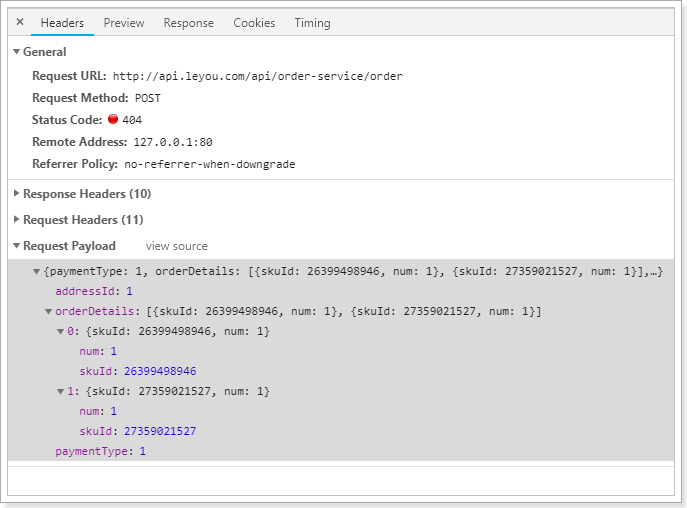 × Headers Preview Response Cookies Timing
▼ General
Request URL: http://api.leyou.com/api/order-service/order
Request Method: POST
Status Code: 404
Remote Address: 127.0.0.1:80
Referrer Policy: no-referrer-when-downgrade
▶ Response Headers (10)
▶ Request Headers (11)
▼ Request Payload view source
▼ {paymentType: 1, orderDetails: [{skuId: 26399498946, num: 1}, {skuId: 27359021527, num: 1}],…}
addressId: 1
▼ orderDetails: [{skuId: 26399498946, num: 1}, {skuId: 27359021527, num: 1}]
▼ 0: {skuId: 26399498946, num: 1}
num: 1
skuId: 26399498946
▼ 1: {skuId: 27359021527, num: 1}
num: 1
skuId: 27359021527
paymentType: 1